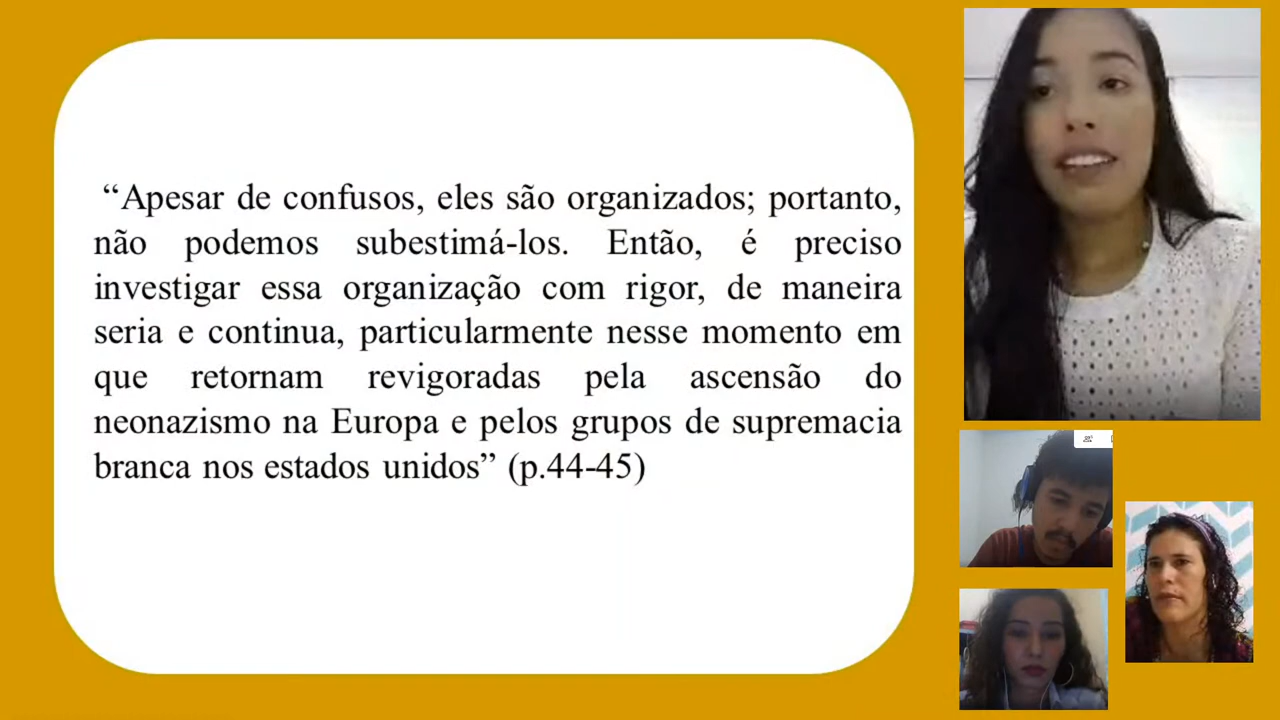 “Apesar de confusos, eles são organizados; portanto,
não podemos subestimá-los. Então, é preciso
investigar essa organização com rigor, de maneira
seria e continua, particularmente nesse momento em
que retornam revigoradas pela ascensão do
neonazismo na Europa e pelos grupos de supremacia
branca nos estados unidos” (p.44-45)